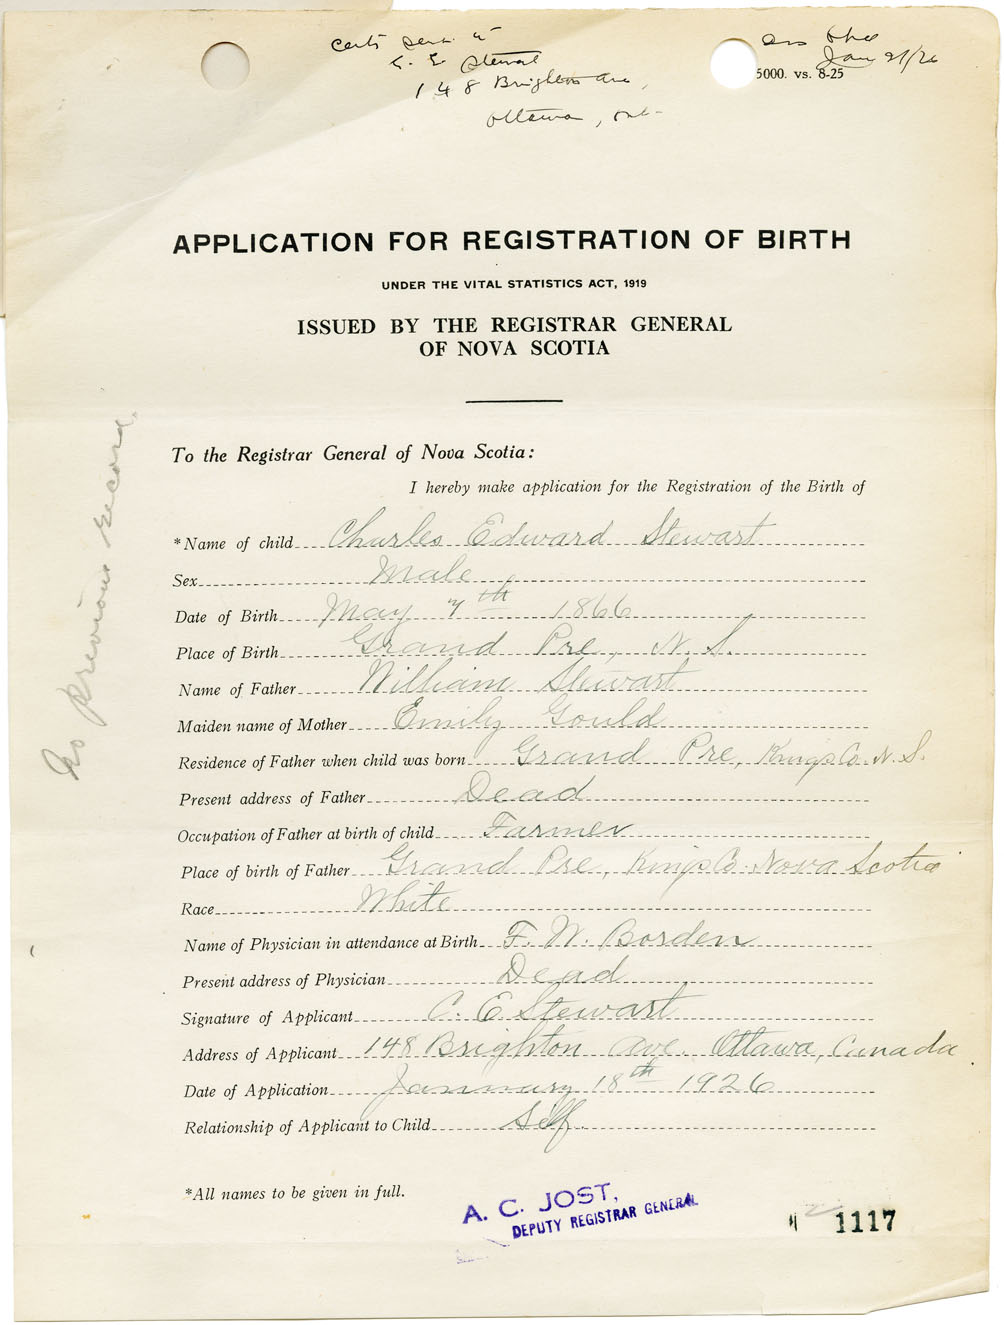 Certs sent to
C. E. Stewart
148 Brighton Ave,
Ottawa, Ont-
Jan 21/26
5000. vs. 8-25
APPLICATION FOR REGISTRATION OF BIRTH
UNDER THE VITAL STATISTICS ACT, 1919
ISSUED BY THE REGISTRAR GENERAL
OF NOVA SCOTIA
No previous record.
To the Registrar General of Nova Scotia:
I hereby make application for the Registration of the Birth of
*Name of child Charles Edward Stewart
Sex Male
Date of Birth May 7th 1866
Place of Birth Grand Pre, N. S.
Name of Father William Stewart
Maiden name of Mother Emily Gould
Residence of Father when child was born Grand Pre, Kings Co. N. S.
Present address of Father Dead
Occupation of Father at birth of child Farmer
Place of birth of Father Grand Pre, Kings Co. Nova Scotia
Race White
Name of Physician in attendance at Birth F. W. Borden
Present address of Physician Dead
Signature of Applicant C. E. Stewart
Address of Applicant 148 Brighton Ave. Ottawa, Canada.
Date of Application January 18th 1926
Relationship of Applicant to Child Self.
*All names to be given in full.
A. C. JOST,
DEPUTY REGISTRAR GENERAL
1117